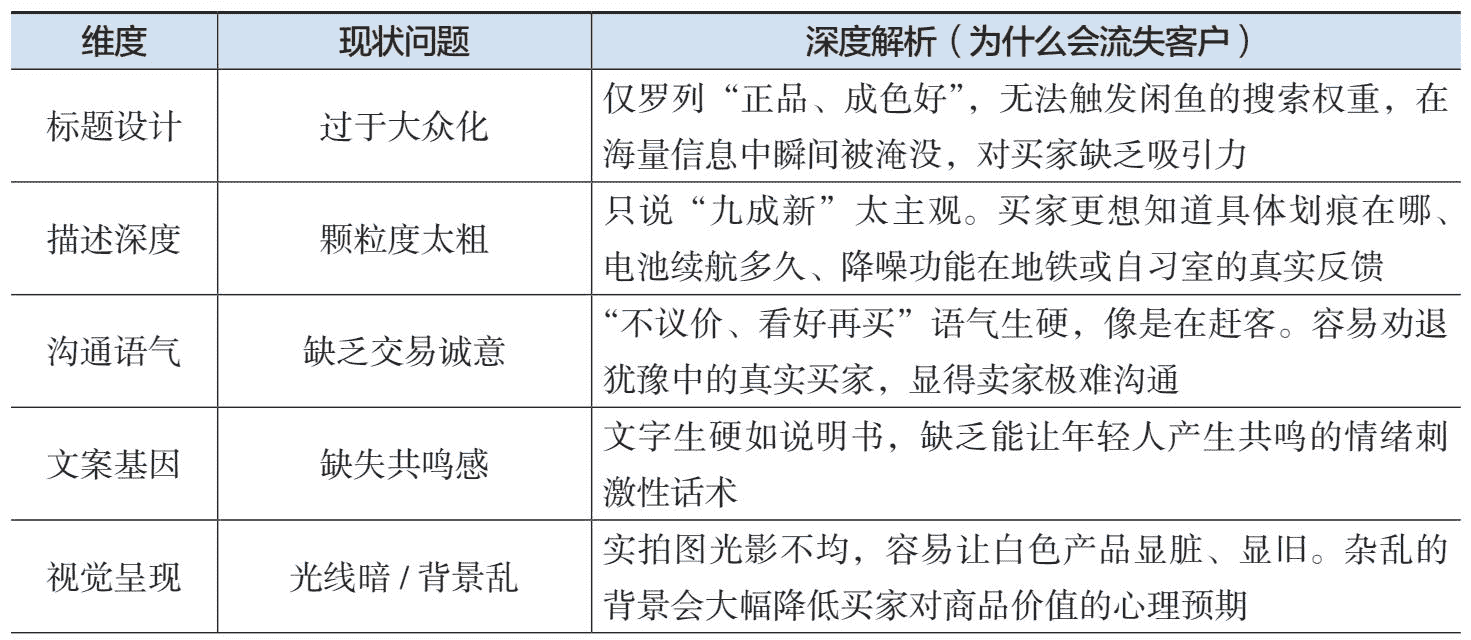 维度 现状问题 深度解析（为什么会流失客户）
标题设计 过于大众化 仅罗列“正品、成色好”，无法触发闲鱼的搜索权重，在
海量信息中瞬间被淹没，对买家缺乏吸引力
描述深度 颗粒度太粗 只说“九成新”太主观。买家更想知道具体划痕在哪、
电池续航多久、降噪功能在地铁或自习室的真实反馈
沟通语气 缺乏交易诚意 “不议价、看好再买”语气生硬，像是在赶客。容易劝退
犹豫中的真实买家，显得卖家极难沟通
文案基因 缺失共鸣感 文字生硬如说明书，缺乏能让年轻人产生共鸣的情绪刺
激性话术
视觉呈现 光线暗 / 背景乱 实拍图光影不均，容易让白色产品显脏、显旧。杂乱的
背景会大幅降低买家对商品价值的心理预期